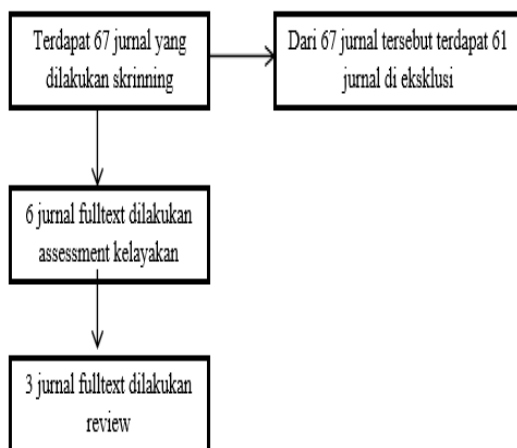 Terdapat 67 jurnal yang
dilakukan skrinning
Dari 67 jurnal tersebut terdapat 61
jurnal di eksklusi
6 jurnal fulltext dilakukan
assessment kelayakan
3 jurnal fulltext dilakukan
review